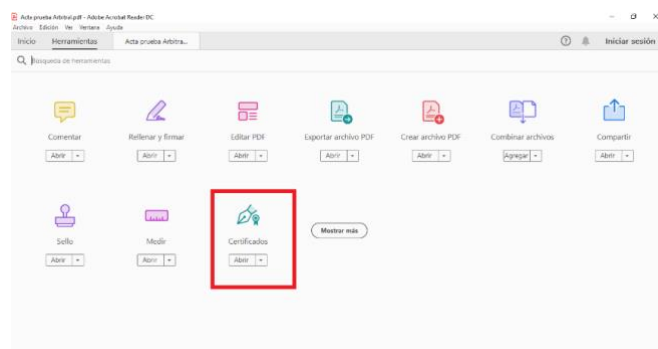 Acta prueba Arbitral.pdf - Adobe Acrobat Reader DC
Archivo Edición Ver Ventana Ayuda
Inicio Herramientas Acta prueba Arbitra... Iniciar sesión
Búsqueda de herramientas
Comentar Rellenar y firmar Editar PDF Exportar archivo PDF Crear archivo PDF Combinar archivos Compartir
Abrir Abrir Abrir Abrir Abrir Agregar Abrir
Sello Medir Certificados Mostrar más
Abrir Abrir Abrir